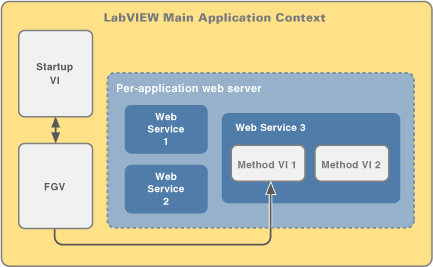 LabVIEW Main Application Context
Startup
VI
Per-application web server
Web
Service
1
Web Service 3
Method VI 1
Method VI 2
Web
Service
2
FGV